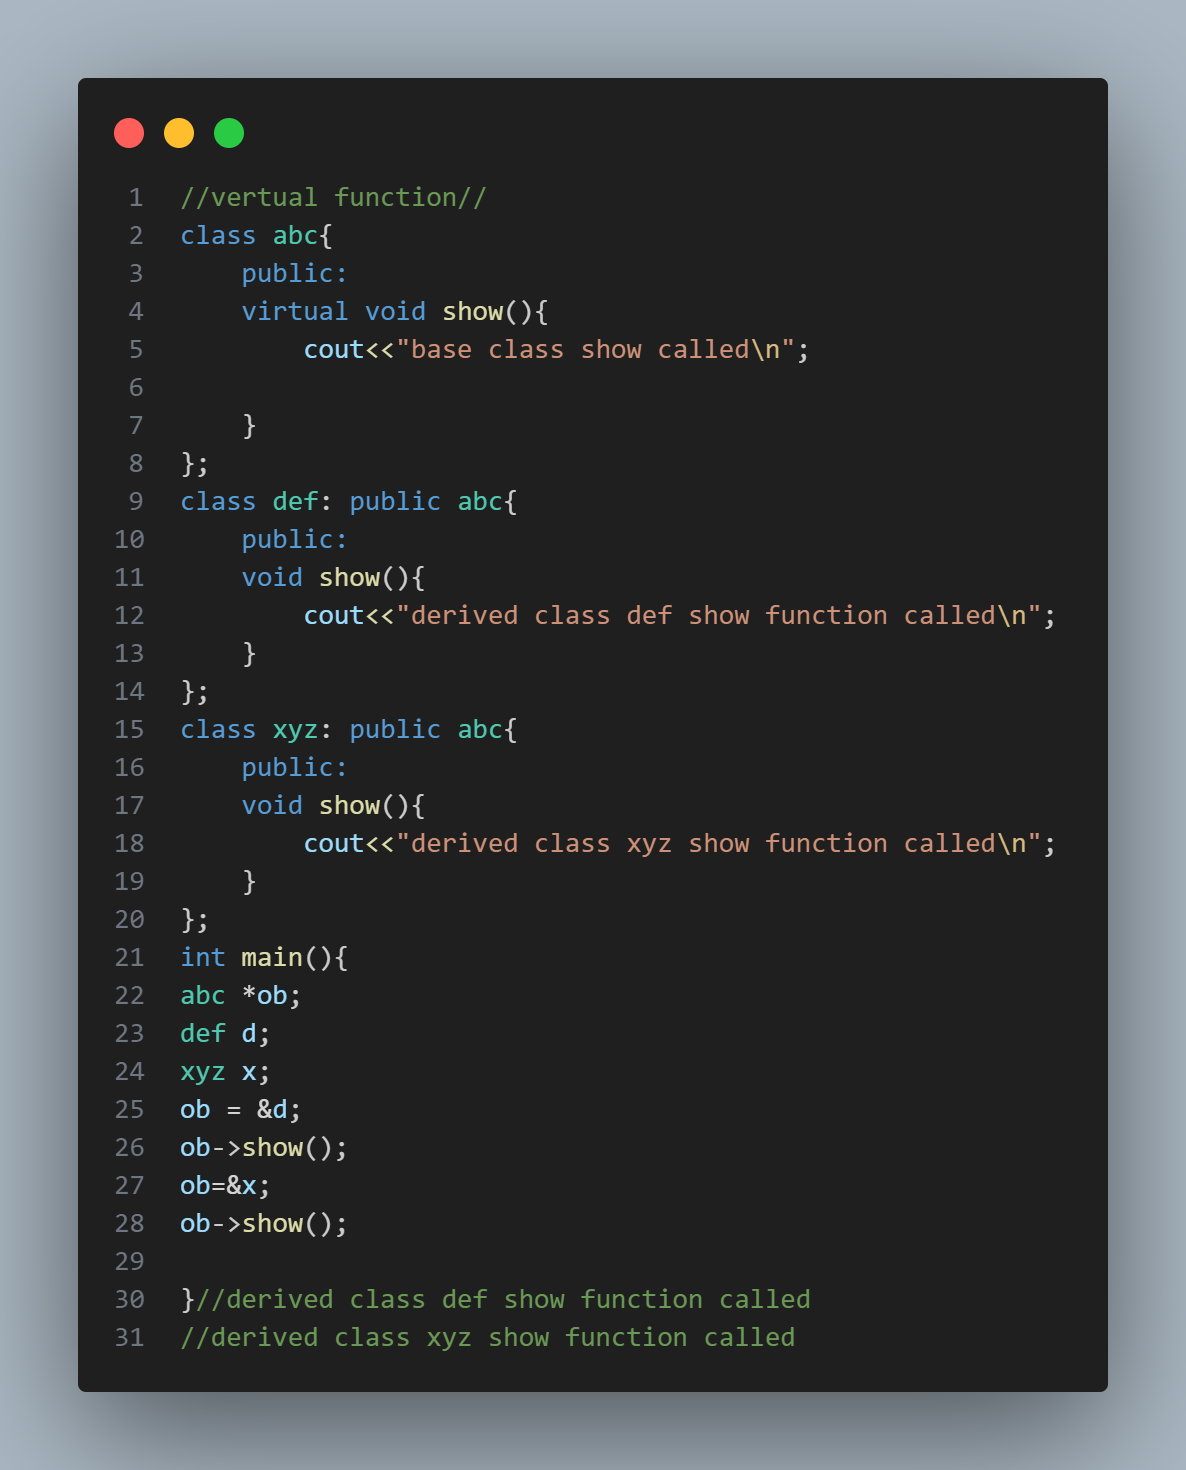 1 //vertual function//
2 class abc{
3     public:
4     virtual void show(){
5         cout<<"base class show called\n";
6
7     }
8 };
9 class def: public abc{
10     public:
11     void show(){
12         cout<<"derived class def show function called\n";
13     }
14 };
15 class xyz: public abc{
16     public:
17     void show(){
18         cout<<"derived class xyz show function called\n";
19     }
20 };
21 int main(){
22 abc *ob;
23 def d;
24 xyz x;
25 ob = &d;
26 ob->show();
27 ob=&x;
28 ob->show();
29
30 }//derived class def show function called
31 //derived class xyz show function called